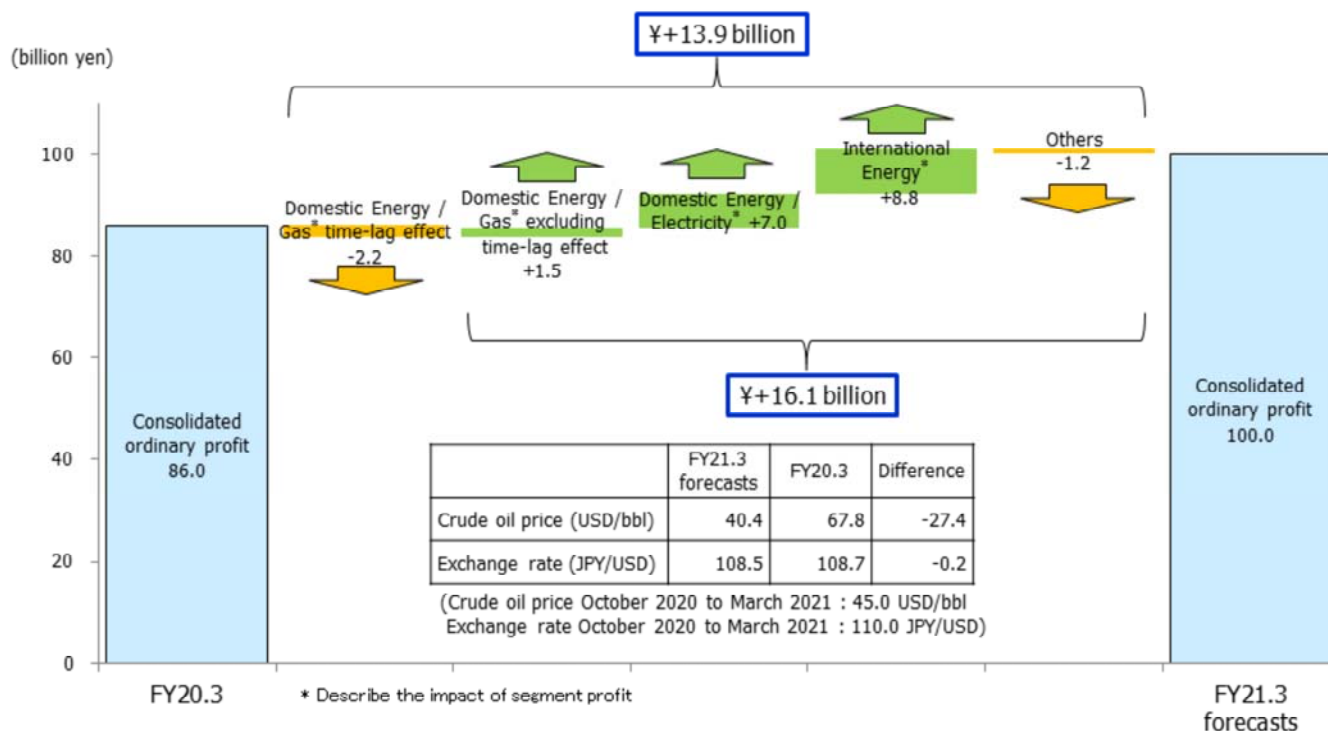 ¥+13.9 billion
(billion yen)
100
80
60
40
20
0
Domestic Energy /
Gas* time-lag effect
-2.2
Domestic Energy /
Gas* excluding
time-lag effect
+1.5
Domestic Energy /
Electricity* +7.0
International
Energy*
+8.8
Others
-1.2
¥+16.1 billion
Consolidated
ordinary profit
86.0
Consolidated
ordinary profit
100.0
FY21.3 forecasts FY20.3 Difference
Crude oil price (USD/bbl) 40.4 67.8 -27.4
Exchange rate (JPY/USD) 108.5 108.7 -0.2
(Crude oil price October 2020 to March 2021 : 45.0 USD/bbl
Exchange rate October 2020 to March 2021 : 110.0 JPY/USD)
FY20.3
* Describe the impact of segment profit
FY21.3
forecasts